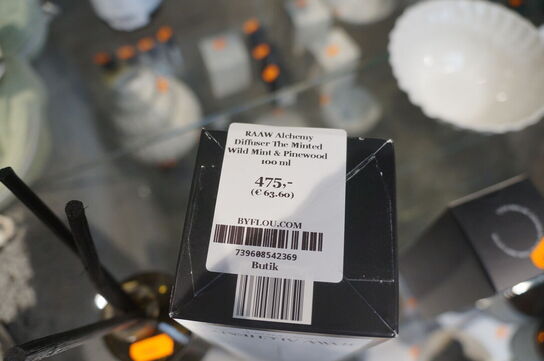 RAAW Alchemy
Diffuser The Minted
Wild Mint & Pinewood
100 ml
475,-
(€ 63.60)
BYFLOU.COM
739608542369
Butik